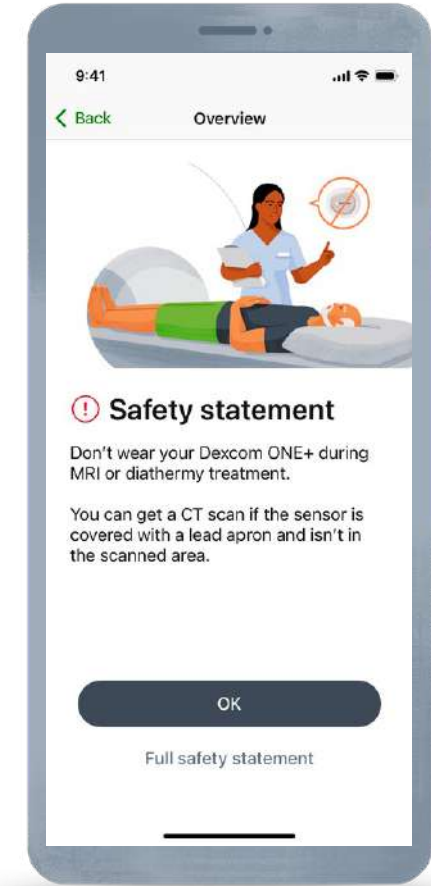 9:41
Back
Overview
Safety statement
Don't wear your Dexcom ONE+ during
MRI or diathermy treatment.
You can get a CT scan if the sensor is
covered with a lead apron and isn't in
the scanned area.
OK
Full safety statement